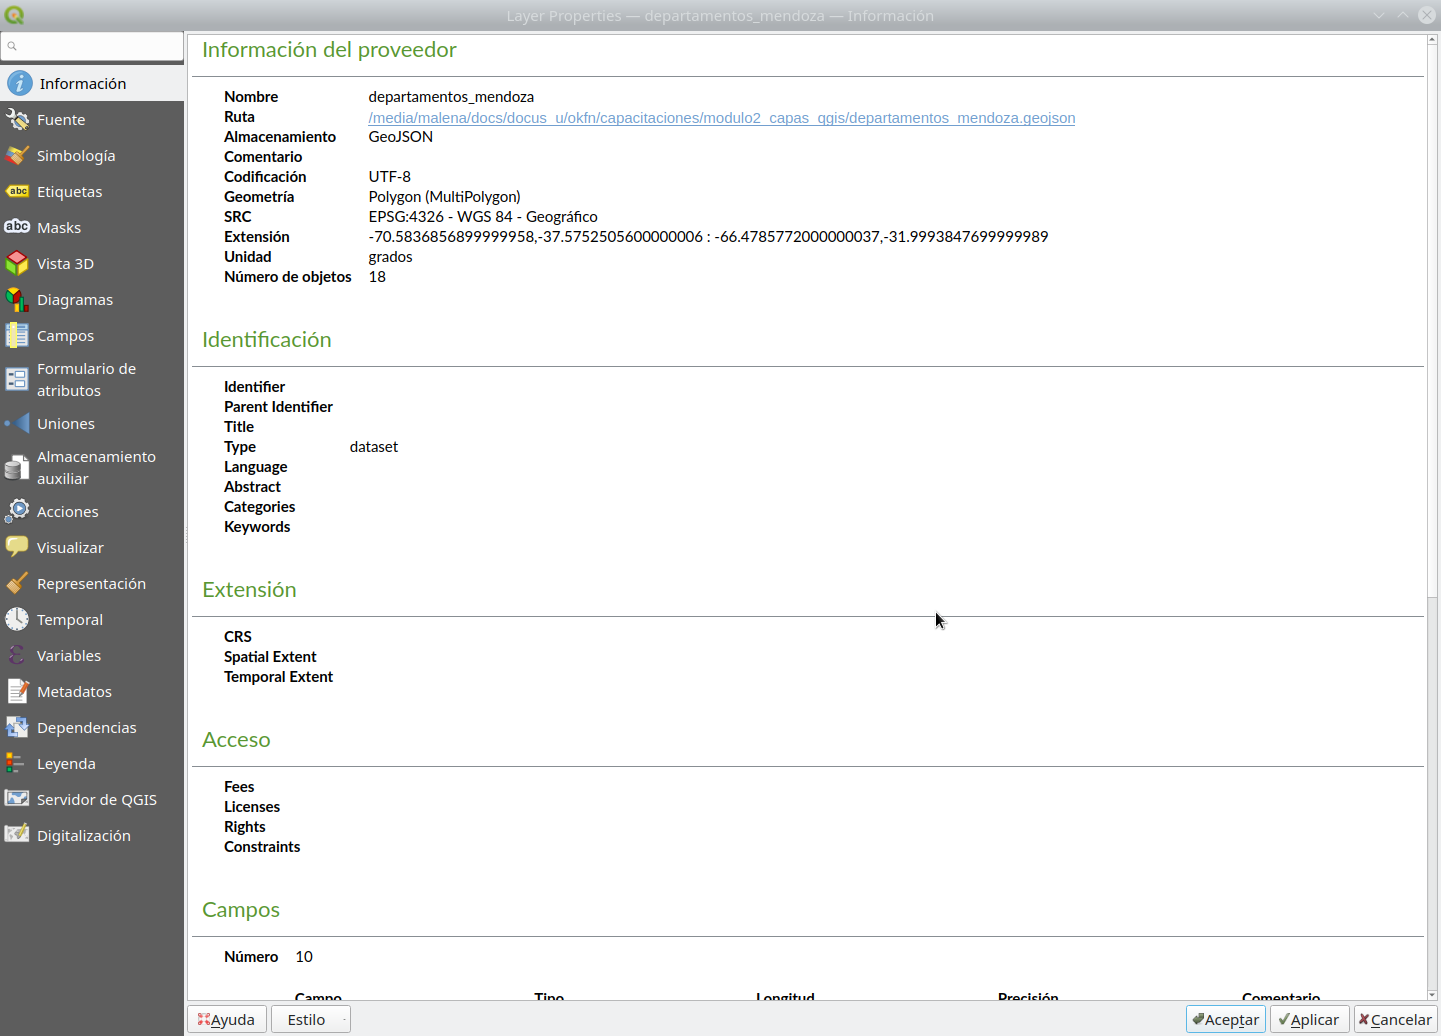 Layer Properties — departamentos_mendoza — Información
Información
Fuente
Simbología
Etiquetas
Masks
Vista 3D
Diagramas
Campos
Formulario de
atributos
Uniones
Almacenamiento
auxiliar
Acciones
Visualizar
Representación
Temporal
Variables
Metadatos
Dependencias
Leyenda
Servidor de QGIS
Digitalización
abc
abc
Información del proveedor
Nombre departamentos_mendoza
Ruta /media/malena/docs/docus_u/okfn/capacitaciones/modulo2_capas_qgis/departamentos_mendoza.geojson
Almacenamiento GeoJSON
Comentario
Codificación UTF-8
Geometría Polygon (MultiPolygon)
SRC EPSG:4326 - WGS 84 - Geográfico
Extensión -70.5836856899999958,-37.5752505600000006 : -66.4785772000000037,-31.9993847699999989
Unidad grados
Número de objetos 18
Identificación
Identifier
Parent Identifier
Title
Type dataset
Language
Abstract
Categories
Keywords
Extensión
CRS
Spatial Extent
Temporal Extent
Acceso
Fees
Licenses
Rights
Constraints
Campos
Número 10
Campo Tipo Longitud Precisión Comentario
Ayuda Estilo Aceptar Aplicar Cancelar